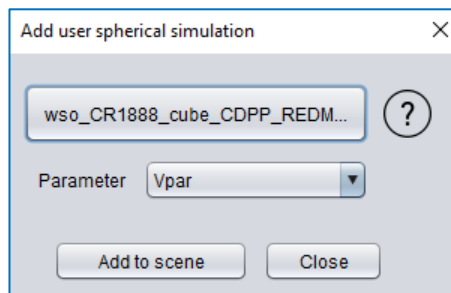 Add user spherical simulation
wso_CR1888_cube_CDPP_REDM...
?
Parameter Vpar
Add to scene Close